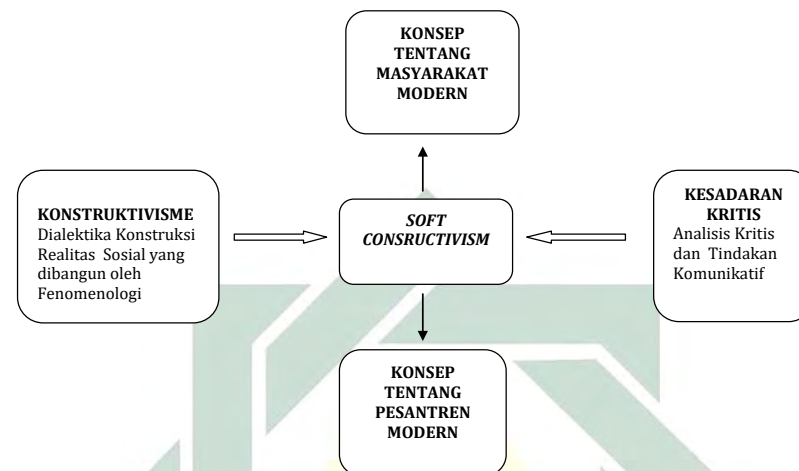 KONSEP
TENTANG
MASYARAKAT
MODERN
KONSTRUKTIVISME
Dialektika Konstruksi
Realitas Sosial yang
dibangun oleh
Fenomenologi
SOFT
CONSRUCTIVISM
KESADARAN
KRITIS
Analisis Kritis
dan Tindakan
Komunikatif
KONSEP
TENTANG
PESANTREN
MODERN